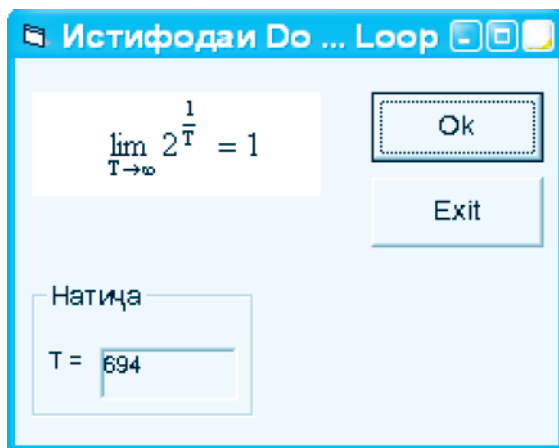 Истифодаи Do ... Loop
lim 2^(1/T) = 1
T→∞
Ok
Exit
Натиҷа
T = 694